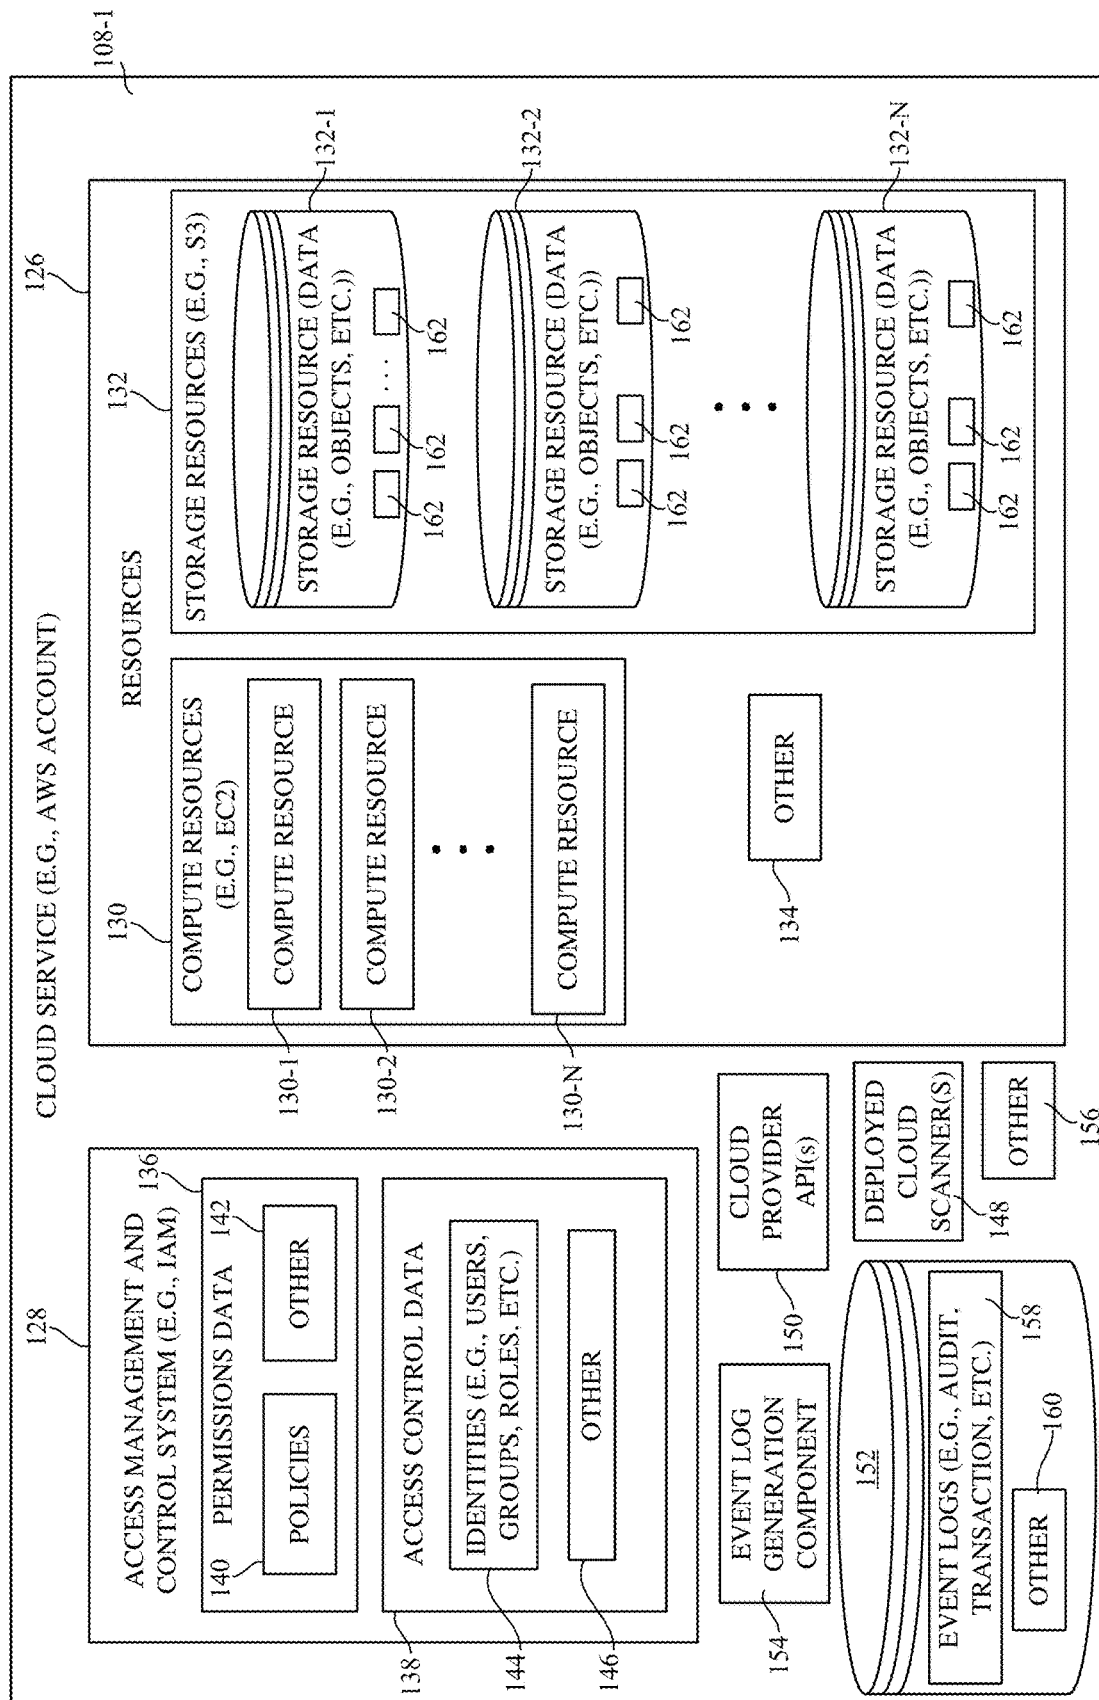 108-1
CLOUD SERVICE (E.G., AWS ACCOUNT)
128
ACCESS MANAGEMENT AND
CONTROL SYSTEM (E.G., IAM)
136
PERMISSIONS DATA
140
142
POLICIES
OTHER
ACCESS CONTROL DATA
138
IDENTITIES (E.G., USERS,
GROUPS, ROLES, ETC.)
144
OTHER
146
126
RESOURCES
130
COMPUTE RESOURCES
(E.G., EC2)
COMPUTE RESOURCE
130-1
COMPUTE RESOURCE
130-2
COMPUTE RESOURCE
130-N
OTHER
134
132
STORAGE RESOURCES (E.G., S3)
STORAGE RESOURCE (DATA
(E.G., OBJECTS, ETC.))
132-1
162
162
162
STORAGE RESOURCE (DATA
(E.G., OBJECTS, ETC.))
132-2
162
162
162
STORAGE RESOURCE (DATA
(E.G., OBJECTS, ETC.))
132-N
162
162
162
EVENT LOG
GENERATION
COMPONENT
154
CLOUD
PROVIDER
API(s)
150
152
EVENT LOGS (E.G., AUDIT,
TRANSACTION, ETC.)
158
OTHER
160
DEPLOYED
CLOUD
SCANNER(S)
148
OTHER
156